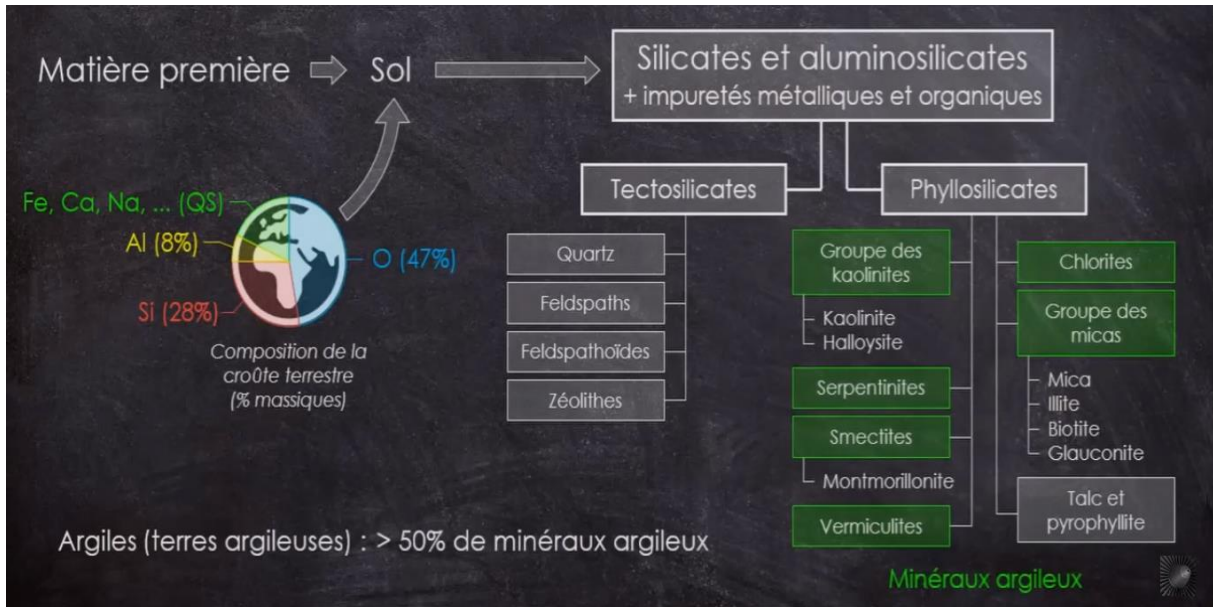 Matière première
Sol
Silicates et aluminosilicates
+ impuretés métalliques et organiques
Fe, Ca, Na, ... (QS)
Al (8%)
Si (28%)
O (47%)
Composition de la
croûte terrestre
(% massiques)
Tectosilicates
Quartz
Feldspaths
Feldspathoïdes
Zéolithes
Phyllosilicates
Groupe des
kaolinites
Kaolinite
Halloysite
Serpentinites
Smectites
Montmorillonite
Vermiculites
Chlorites
Groupe des
micas
Mica
Illite
Biotite
Glauconite
Talc et
pyrophyllite
Argiles (terres argileuses) : > 50% de minéraux argileux
Minéraux argileux